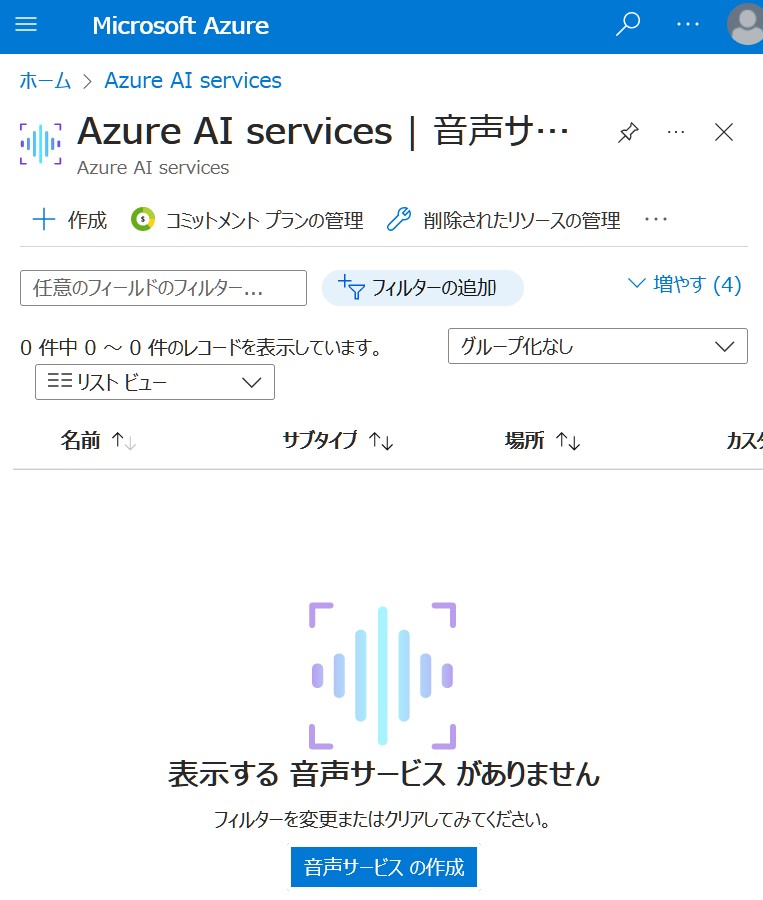 Microsoft Azure
ホーム > Azure AI services
Azure AI services | 音声サ…
Azure AI services
作成 コミットメント プランの管理 削除されたリソースの管理
任意のフィールドのフィルター... フィルターの追加 増やす (4)
0 件中 0 ～ 0 件のレコードを表示しています。 グループ化なし
リスト ビュー
名前 ↑↓ サブタイプ ↑↓ 場所 ↑↓ カスタ
表示する 音声サービス がありません
フィルターを変更またはクリアしてみてください。
音声サービス の作成